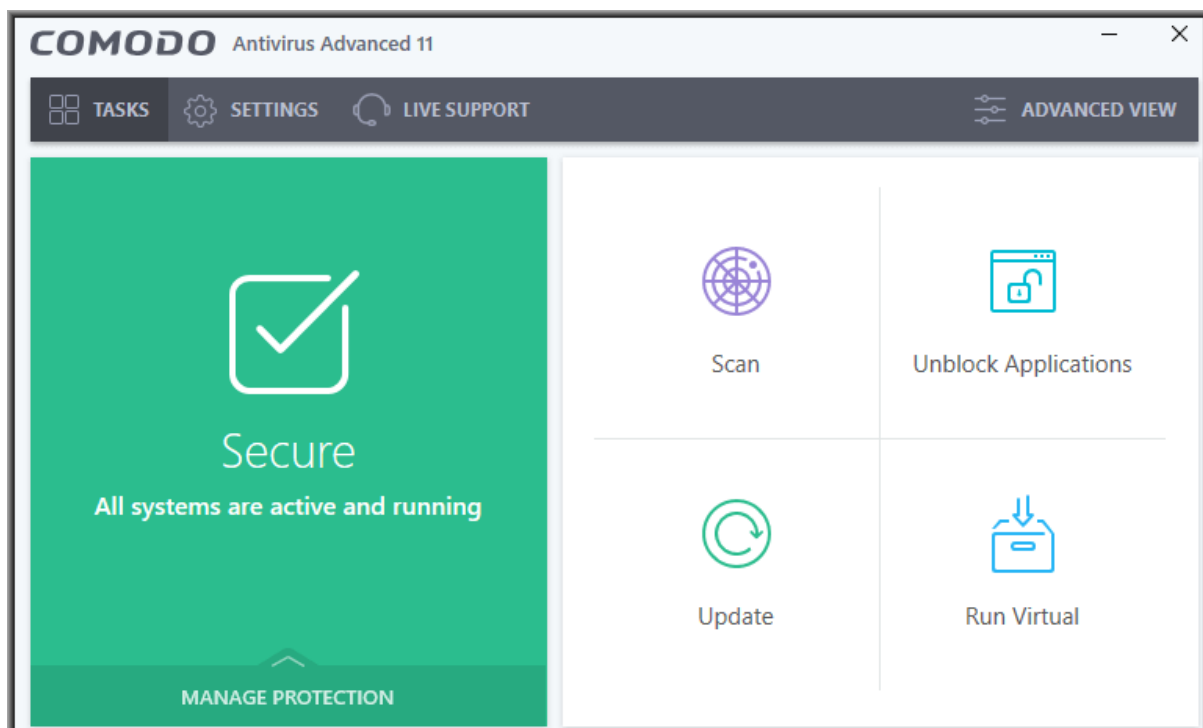 COMODO Antivirus Advanced 11
TASKS SETTINGS LIVE SUPPORT ADVANCED VIEW
Secure
All systems are active and running
MANAGE PROTECTION
Scan
Unblock Applications
Update
Run Virtual